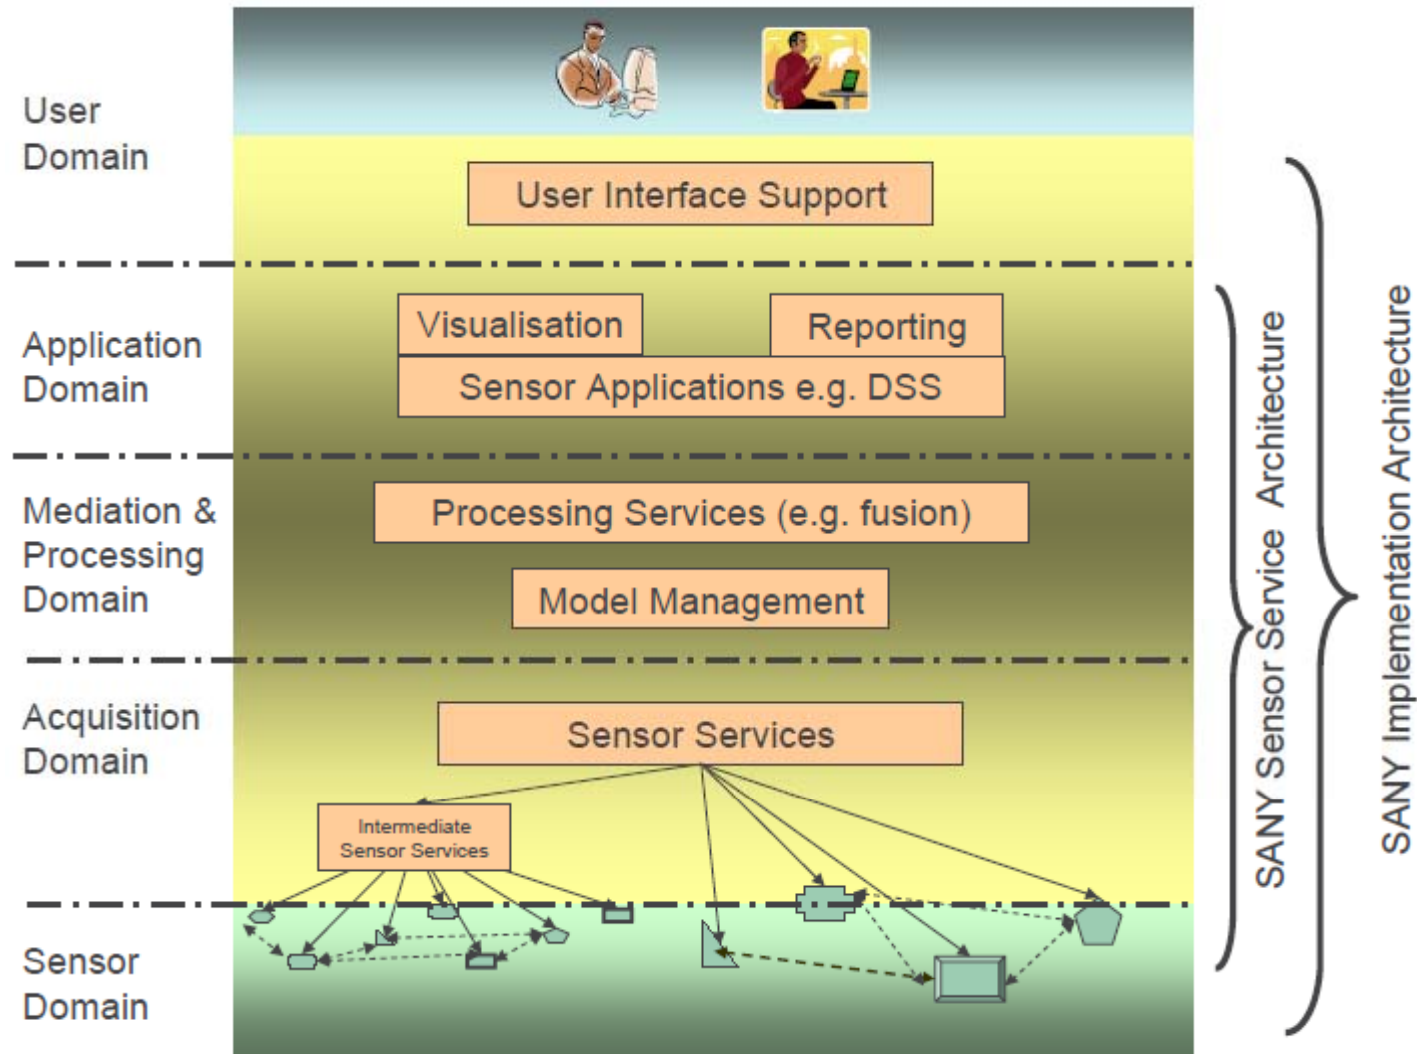 User
Domain
User Interface Support
Application
Domain
Visualisation
Reporting
Sensor Applications e.g. DSS
Mediation &
Processing
Domain
Processing Services (e.g. fusion)
Model Management
Acquisition
Domain
Sensor Services
Intermediate
Sensor Services
Sensor
Domain
SANY Sensor Service Architecture
SANY Implementation Architecture